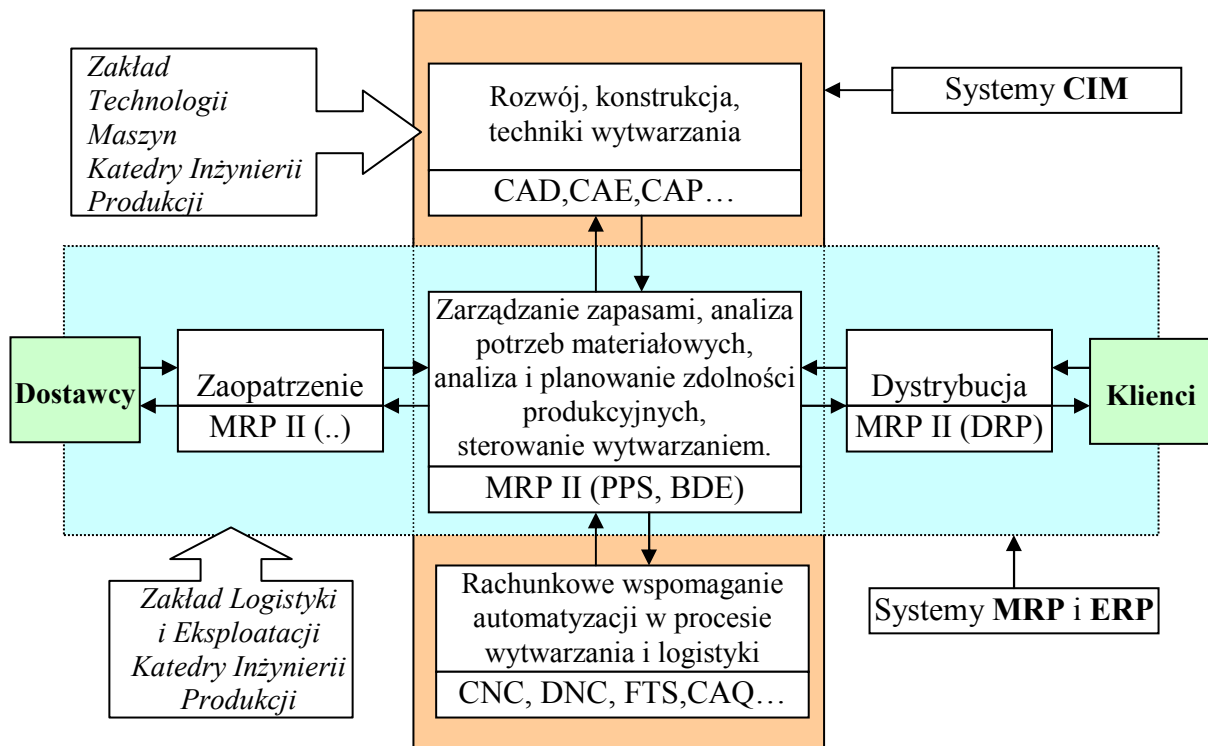 Zakład
Technologii
Maszyn
Katedry Inżynierii
Produkcji
Rozwój, konstrukcja,
techniki wytwarzania
CAD,CAE,CAP…
Systemy CIM
Dostawcy
Zaopatrzenie
MRP II (..)
Zarządzanie zapasami, analiza
potrzeb materiałowych,
analiza i planowanie zdolności
produkcyjnych,
sterowanie wytwarzaniem.
MRP II (PPS, BDE)
Dystrybucja
MRP II (DRP)
Klienci
Zakład Logistyki
i Eksploatacji
Katedry Inżynierii
Produkcji
Rachunkowe wspomaganie
automatyzacji w procesie
wytwarzania i logistyki
CNC, DNC, FTS,CAQ…
Systemy MRP i ERP